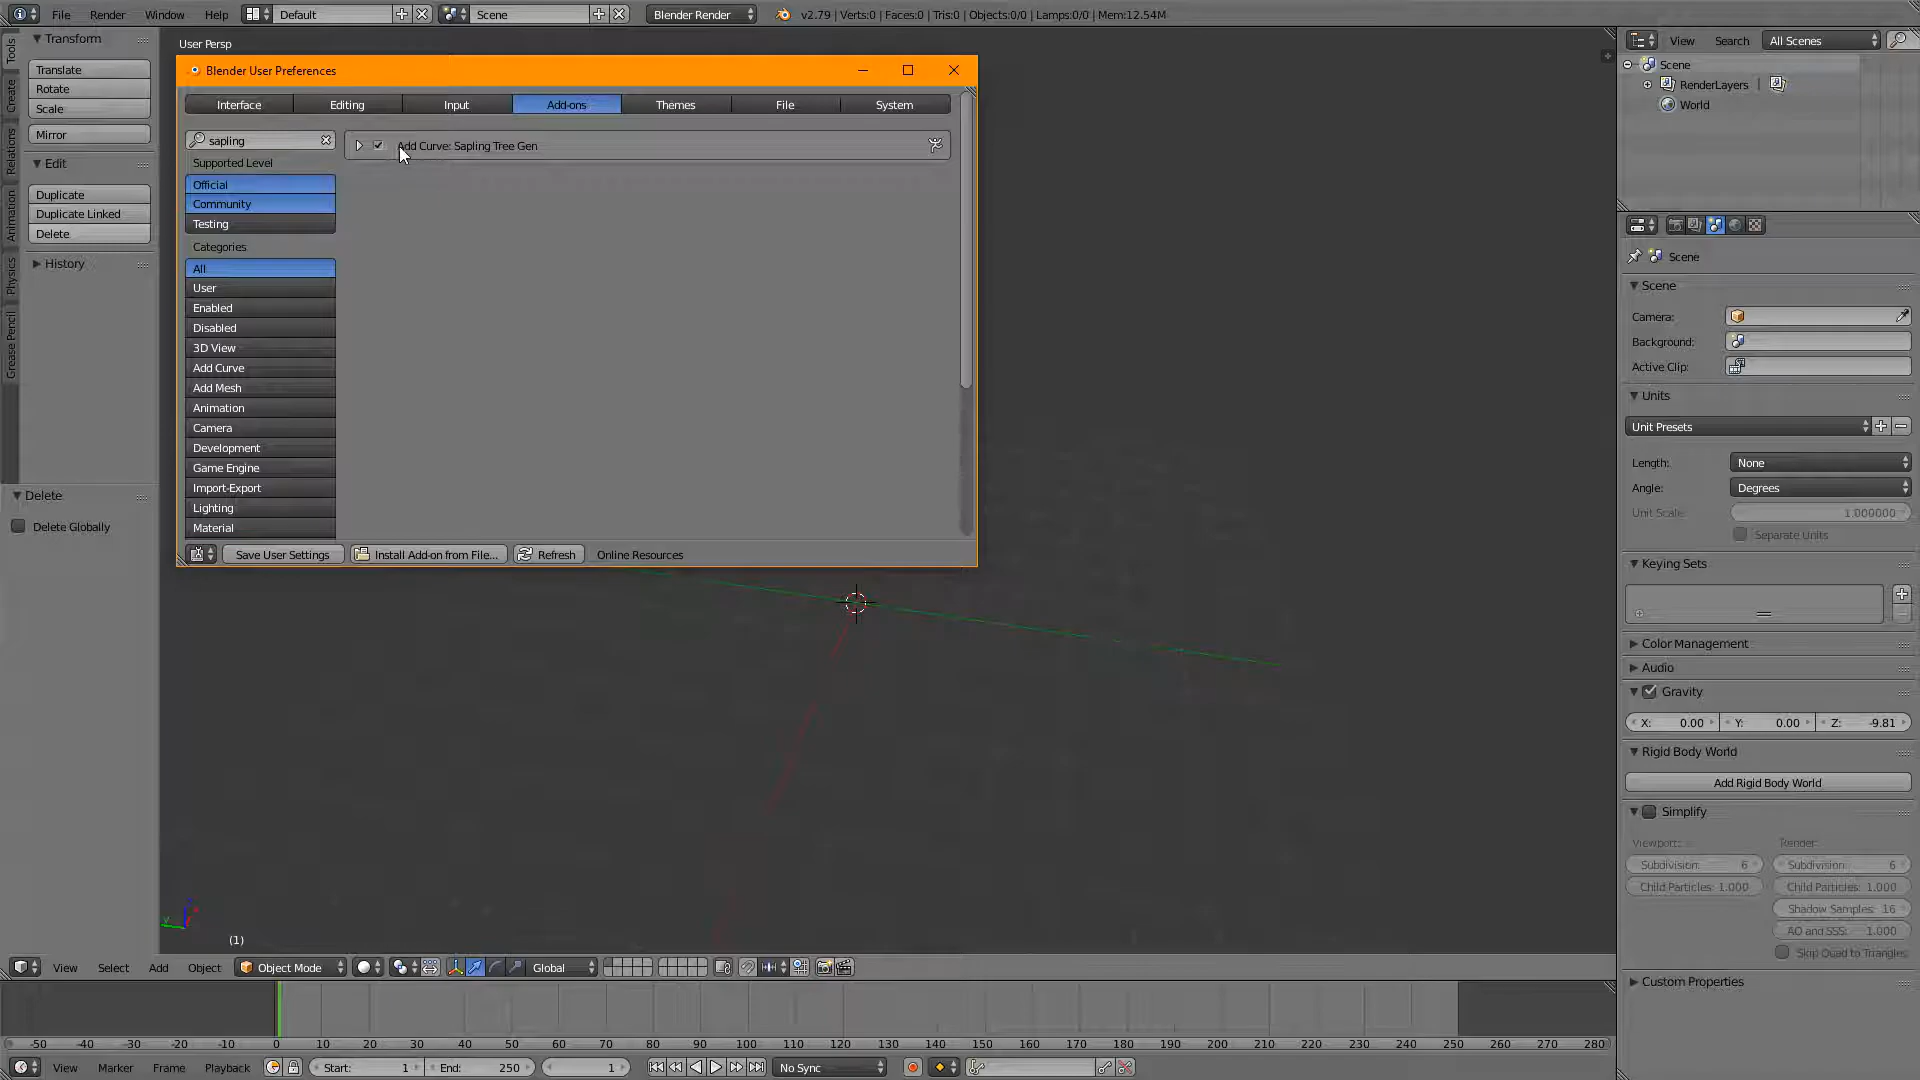 File Render Window Help Default Scene Blender Render v2.79 | Verts:0 | Faces:0 | Tris:0 | Objects:0/0 | Lamps:0/0 | Mem:12.54M
Tools
Create
Relations
Animation
Physics
Grease Pencil
Transform
Translate
Rotate
Scale
Mirror
Edit
Duplicate
Duplicate Linked
Delete
History
Delete
Delete Globally
User Persp
Blender User Preferences
Interface Editing Input Add-ons Themes File System
sapling
Add Curve: Sapling Tree Gen
Supported Level
Official
Community
Testing
Categories
All
User
Enabled
Disabled
3D View
Add Curve
Add Mesh
Animation
Camera
Development
Game Engine
Import-Export
Lighting
Material
Save User Settings Install Add-on from File... Refresh Online Resources
(1)
View Select Add Object Object Mode Global
-50 -40 -30 -20 -10 0 10 20 30 40 50 60 70 80 90 100 110 120 130 140 150 160 170 180 190 200 210 220 230 240 250 260 270 280
View Marker Frame Playback Start: 1 End: 250 1 No Sync
View Search All Scenes
Scene
RenderLayers
World
Scene
Scene
Camera:
Background:
Active Clip:
Units
Unit Presets
Length: None
Angle: Degrees
Unit Scale: 1.000000
Separate Units
Keying Sets
Color Management
Audio
Gravity
X: 0.00 Y: 0.00 Z: -9.81
Rigid Body World
Add Rigid Body World
Simplify
Viewport: Render:
Subdivision: 6 Subdivision: 6
Child Particles: 1.000 Child Particles: 1.000
Shadow Samples: 16
AO and SSS: 1.000
Skip Quad to Triangles
Custom Properties